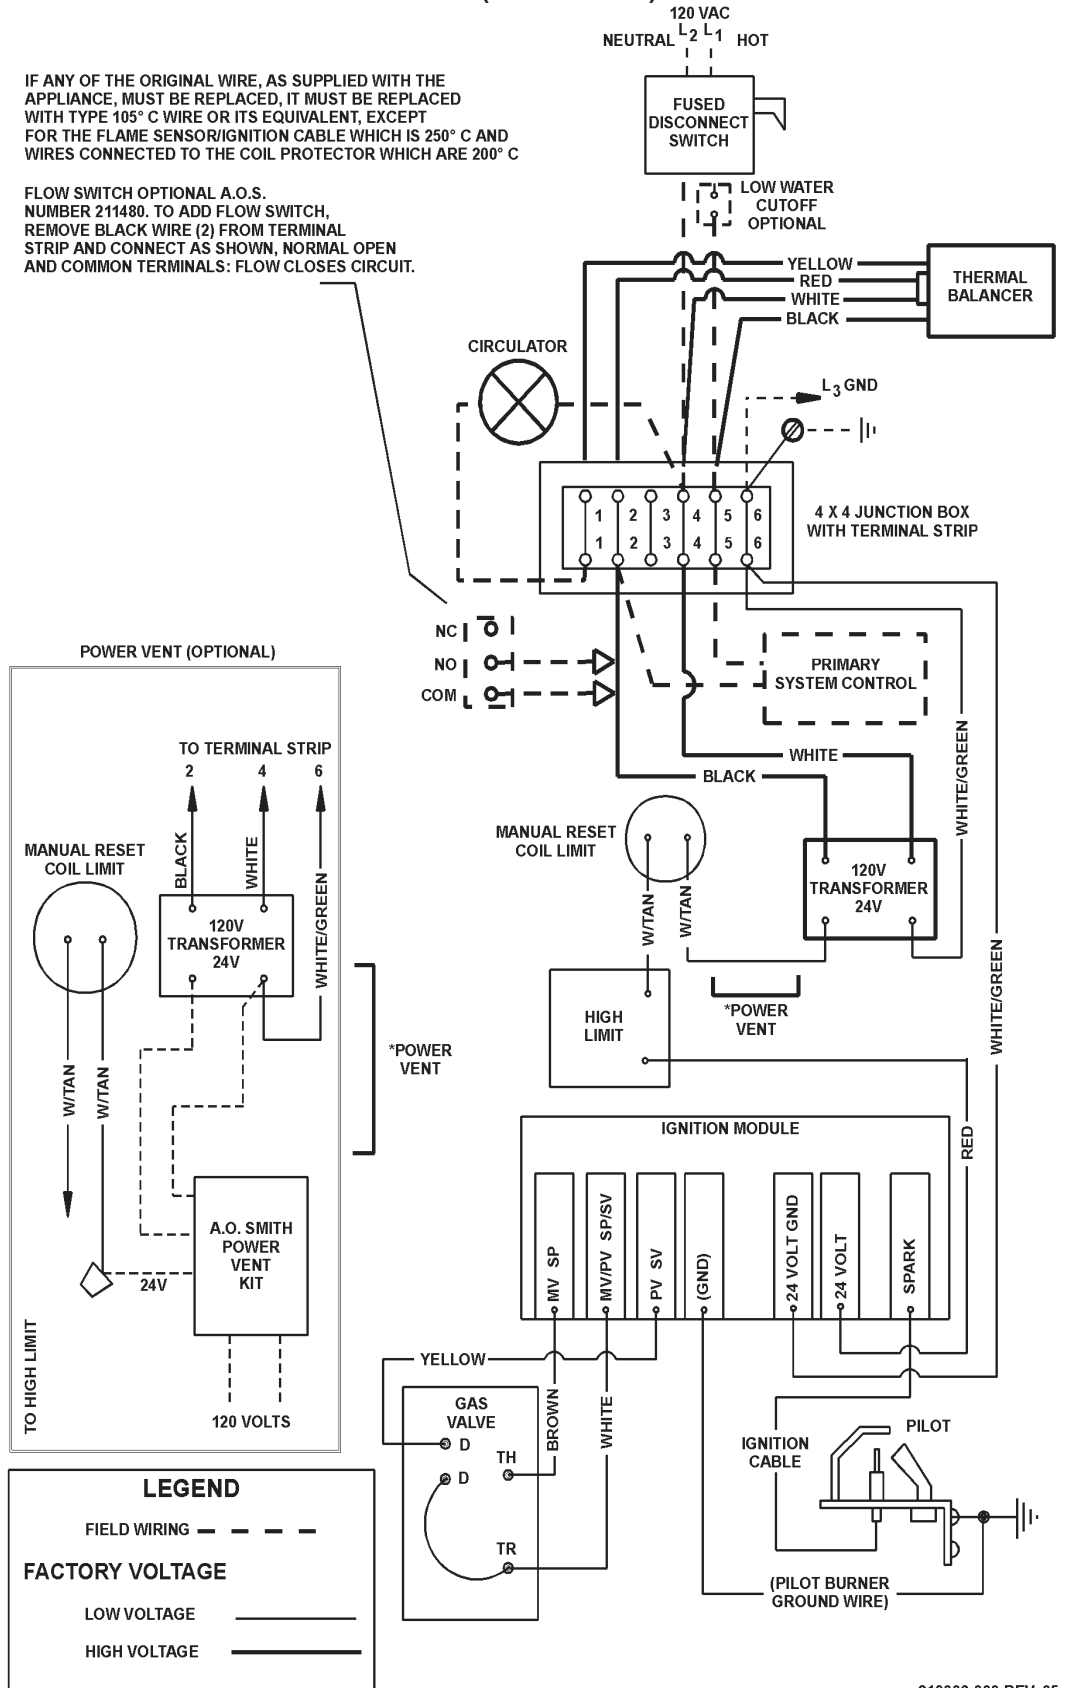 120 VAC
NEUTRAL L2 L1 HOT
IF ANY OF THE ORIGINAL WIRE, AS SUPPLIED WITH THE
APPLIANCE, MUST BE REPLACED, IT MUST BE REPLACED
WITH TYPE 105° C WIRE OR ITS EQUIVALENT, EXCEPT
FOR THE FLAME SENSOR/IGNITION CABLE WHICH IS 250° C AND
WIRES CONNECTED TO THE COIL PROTECTOR WHICH ARE 200° C
FUSED
DISCONNECT
SWITCH
FLOW SWITCH OPTIONAL A.O.S.
NUMBER 211480. TO ADD FLOW SWITCH,
REMOVE BLACK WIRE (2) FROM TERMINAL
STRIP AND CONNECT AS SHOWN, NORMAL OPEN
AND COMMON TERMINALS: FLOW CLOSES CIRCUIT.
LOW WATER
CUTOFF
OPTIONAL
YELLOW
RED
WHITE
BLACK
THERMAL
BALANCER
CIRCULATOR
L3 GND
1 2 3 4 5 6
1 2 3 4 5 6
4 X 4 JUNCTION BOX
WITH TERMINAL STRIP
NC
NO
COM
PRIMARY
SYSTEM CONTROL
WHITE
BLACK
WHITE/GREEN
WHITE/GREEN
MANUAL RESET
COIL LIMIT
W/TAN
W/TAN
120V
TRANSFORMER
24V
*POWER
VENT
HIGH
LIMIT
RED
POWER VENT (OPTIONAL)
TO TERMINAL STRIP
2 4 6
MANUAL RESET
COIL LIMIT
BLACK
WHITE
WHITE/GREEN
120V
TRANSFORMER
24V
*POWER
VENT
W/TAN
W/TAN
A.O. SMITH
POWER
VENT
KIT
24V
TO HIGH LIMIT
120 VOLTS
IGNITION MODULE
MV SP
MV/PV SP/SV
PV SV
(GND)
24 VOLT GND
24 VOLT
SPARK
YELLOW
BROWN
WHITE
GAS
VALVE
D
D
TH
TR
IGNITION
CABLE
PILOT
(PILOT BURNER
GROUND WIRE)
LEGEND
FIELD WIRING
FACTORY VOLTAGE
LOW VOLTAGE
HIGH VOLTAGE